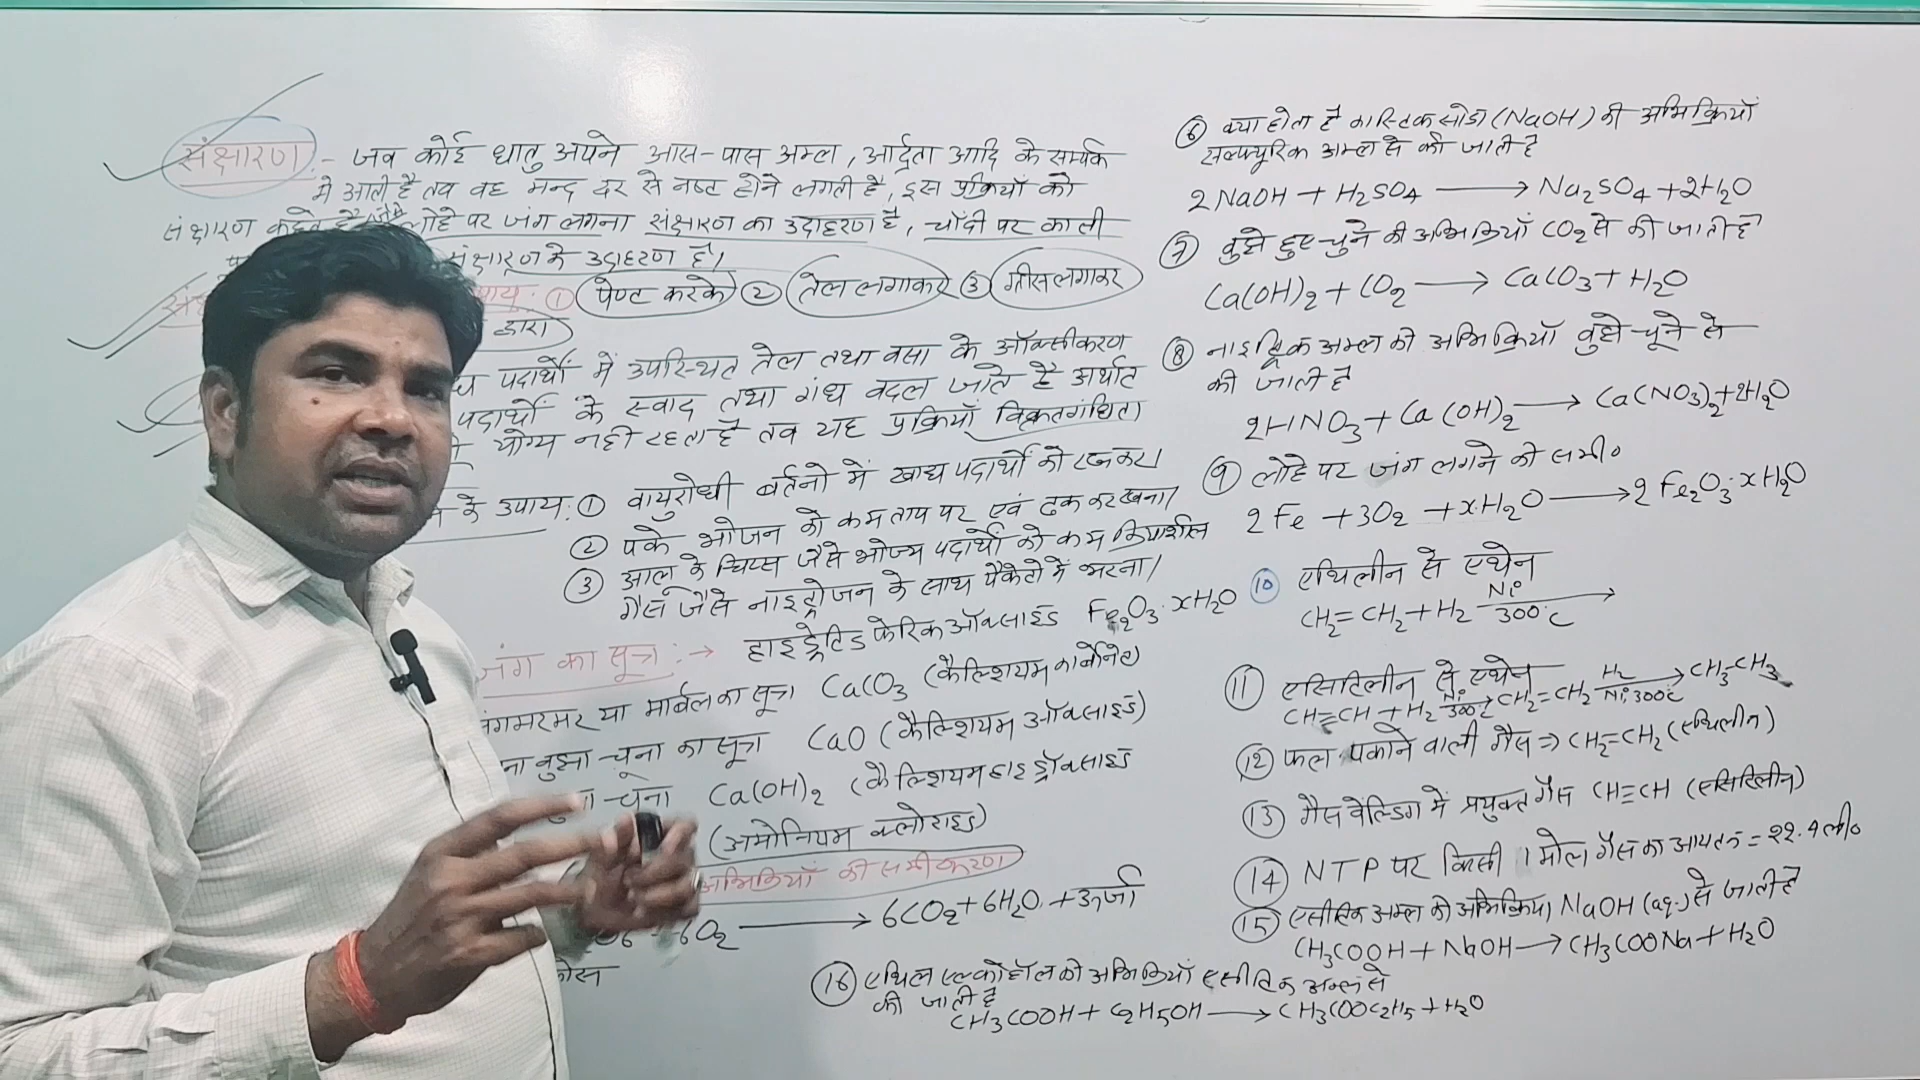 संक्षारण :- जब कोई धातु अपने आस-पास अम्ल, आर्द्रता आदि के सम्पर्क
मे आती है तब वह मन्द दर से नष्ट होने लगती है, इस प्रक्रियाँ को
संक्षारण कहते है जैसे लोहे पर जंग लगना संक्षारण का उदाहरण है, चाँदी पर काली
संक्षारण के उदाहरण है।
① पेण्ट करके ② तेल लगाकर ③ ग्रीस लगाकर
द्वारा
पदार्थों में उपस्थित तेल तथा वसा के ऑक्सीकरण
पदार्थों के स्वाद तथा गंध बदल जाते है अर्थात
योग्य नही रहता है तब यह प्रक्रियाँ विकृतगंधिता
के उपाय: ① वायुरोधी बर्तनो में खाद्य पदार्थों को रखकर।
② पके भोजन को कम ताप पर एवं ढक कर रखना।
③ आलू के चिप्स जैसे भोज्य पदार्थों को कम क्रियाशील
गैस जैसे नाइट्रोजन के साथ पैकेटो में भरना।
जंग का सूत्र :→ हाइड्रेटिड फेरिक ऑक्साइड Fe₂O₃·xH₂O
संगमरमर या मार्बल का सूत्र CaCO₃ (कैल्शियम कार्बोनेट)
बुझा चूना का सूत्र CaO (कैल्शियम ऑक्साइड)
चूना Ca(OH)₂ (कैल्शियम हाइड्रॉक्साइड
(अमोनियम क्लोराइड)
अभिक्रियाँ की समीकरण
6O₂ ⟶ 6CO₂ + 6H₂O + ऊर्जा
⑥ क्या होता है कास्टिक सोडा (NaOH) की अभिक्रियाँ
सल्फ्यूरिक अम्ल से की जाती है
2NaOH + H₂SO₄ ⟶ Na₂SO₄ + 2H₂O
⑦ बुझे हुए चुने की अभिक्रियाँ CO₂ से की जाती है
Ca(OH)₂ + CO₂ ⟶ CaCO₃ + H₂O
⑧ नाइट्रिक अम्ल की अभिक्रियाँ बुझे चूने से
की जाती है
2HNO₃ + Ca(OH)₂ ⟶ Ca(NO₃)₂ + 2H₂O
⑨ लोहे पर जंग लगने की समी०
2Fe + 3O₂ + xH₂O ⟶ 2Fe₂O₃·xH₂O
⑩ एथिलीन से एथेन
CH₂=CH₂ + H₂ Ni 300°C ⟶
⑪ एसिटिलीन से एथेन
CH≡CH + H₂ Ni 300°C ⟶ CH₂=CH₂ H₂ Ni, 300°C ⟶ CH₃-CH₃
⑫ फल पकाने वाली गैस ⇒ CH₂=CH₂ (एथिलीन)
⑬ गैस वेल्डिंग में प्रयुक्त गैस CH≡CH (एसिटिलीन)
⑭ NTP पर किसी 1 मोल गैस का आयतन = 22.4 ली०
⑮ एसीटिक अम्ल की अभिक्रिया NaOH (aq.) से जाती है
CH₃COOH + NaOH ⟶ CH₃COONa + H₂O
⑯ एथिल एल्कोहॉल की अभिक्रियाँ एसीटिक अम्ल से
की जाती है
CH₃COOH + C₂H₅OH ⟶ CH₃COOC₂H₅ + H₂O